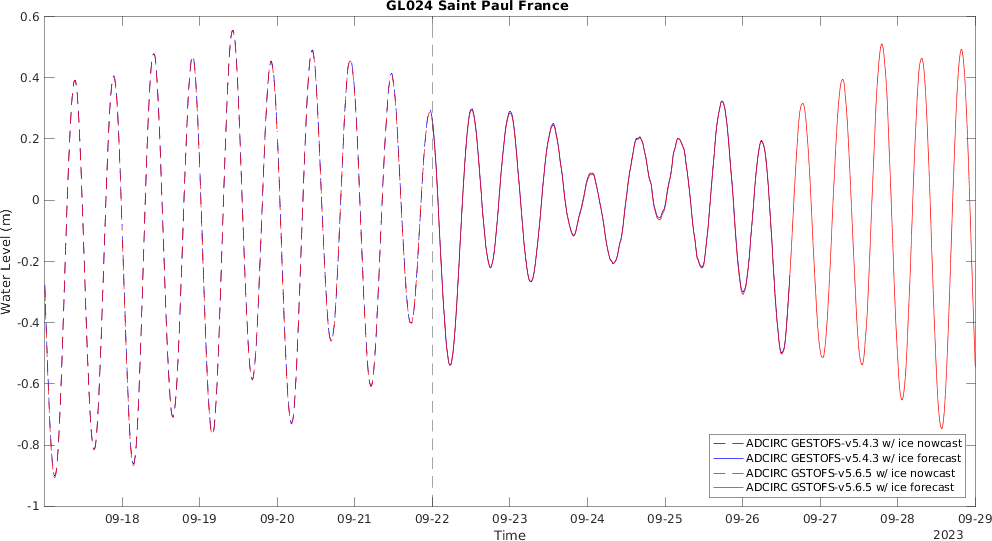 GL024 Saint Paul France
0.6
0.4
0.2
0
-0.2
-0.4
-0.6
-0.8
-1
Water Level (m)
ADCIRC GESTOFS-v5.4.3 w/ ice nowcast
ADCIRC GESTOFS-v5.4.3 w/ ice forecast
ADCIRC GSTOFS-v5.6.5 w/ ice nowcast
ADCIRC GSTOFS-v5.6.5 w/ ice forecast
09-18 09-19 09-20 09-21 09-22 09-23 09-24 09-25 09-26 09-27 09-28 09-29
Time
2023